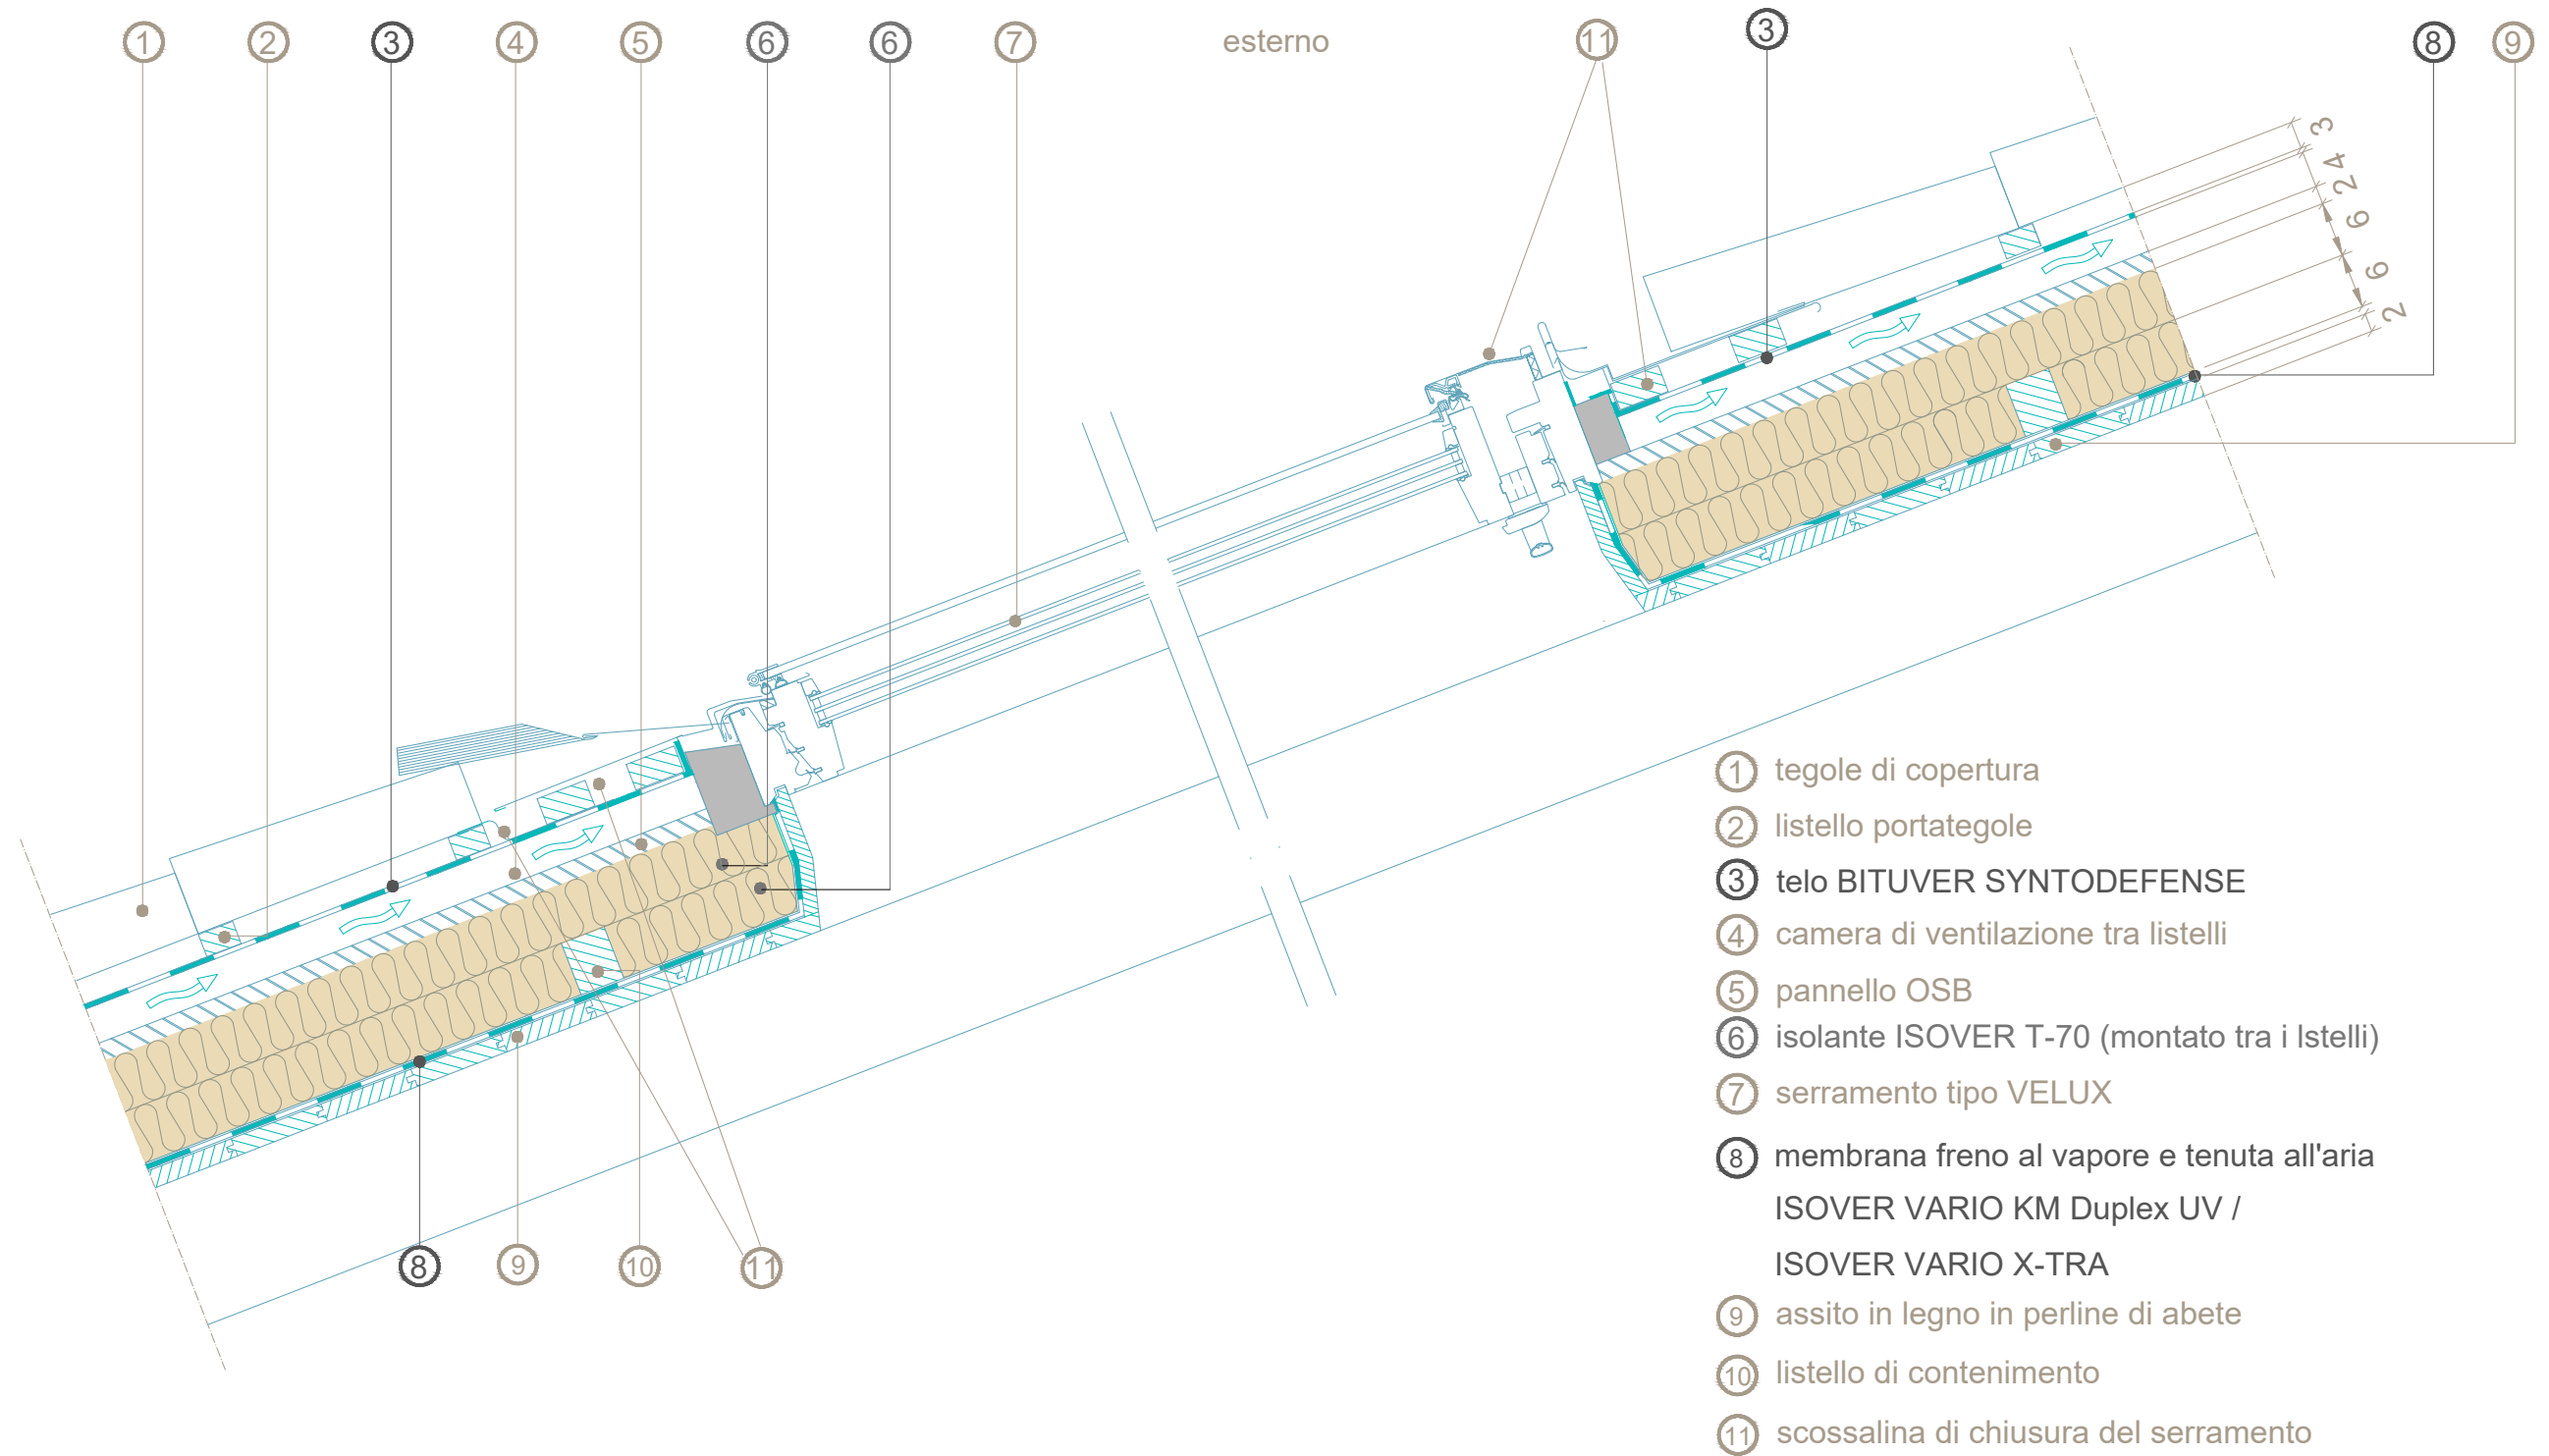 1 2 3 4 5 6 6 7 esterno 11 3 8 9
3
4
2
6
6
2
1 tegole di copertura
2 listello portategole
3 telo BITUVER SYNTODEFENSE
4 camera di ventilazione tra listelli
5 pannello OSB
6 isolante ISOVER T-70 (montato tra i lstelli)
7 serramento tipo VELUX
8 membrana freno al vapore e tenuta all'aria
ISOVER VARIO KM Duplex UV /
ISOVER VARIO X-TRA
9 assito in legno in perline di abete
10 listello di contenimento
11 scossalina di chiusura del serramento
8 9 10 11